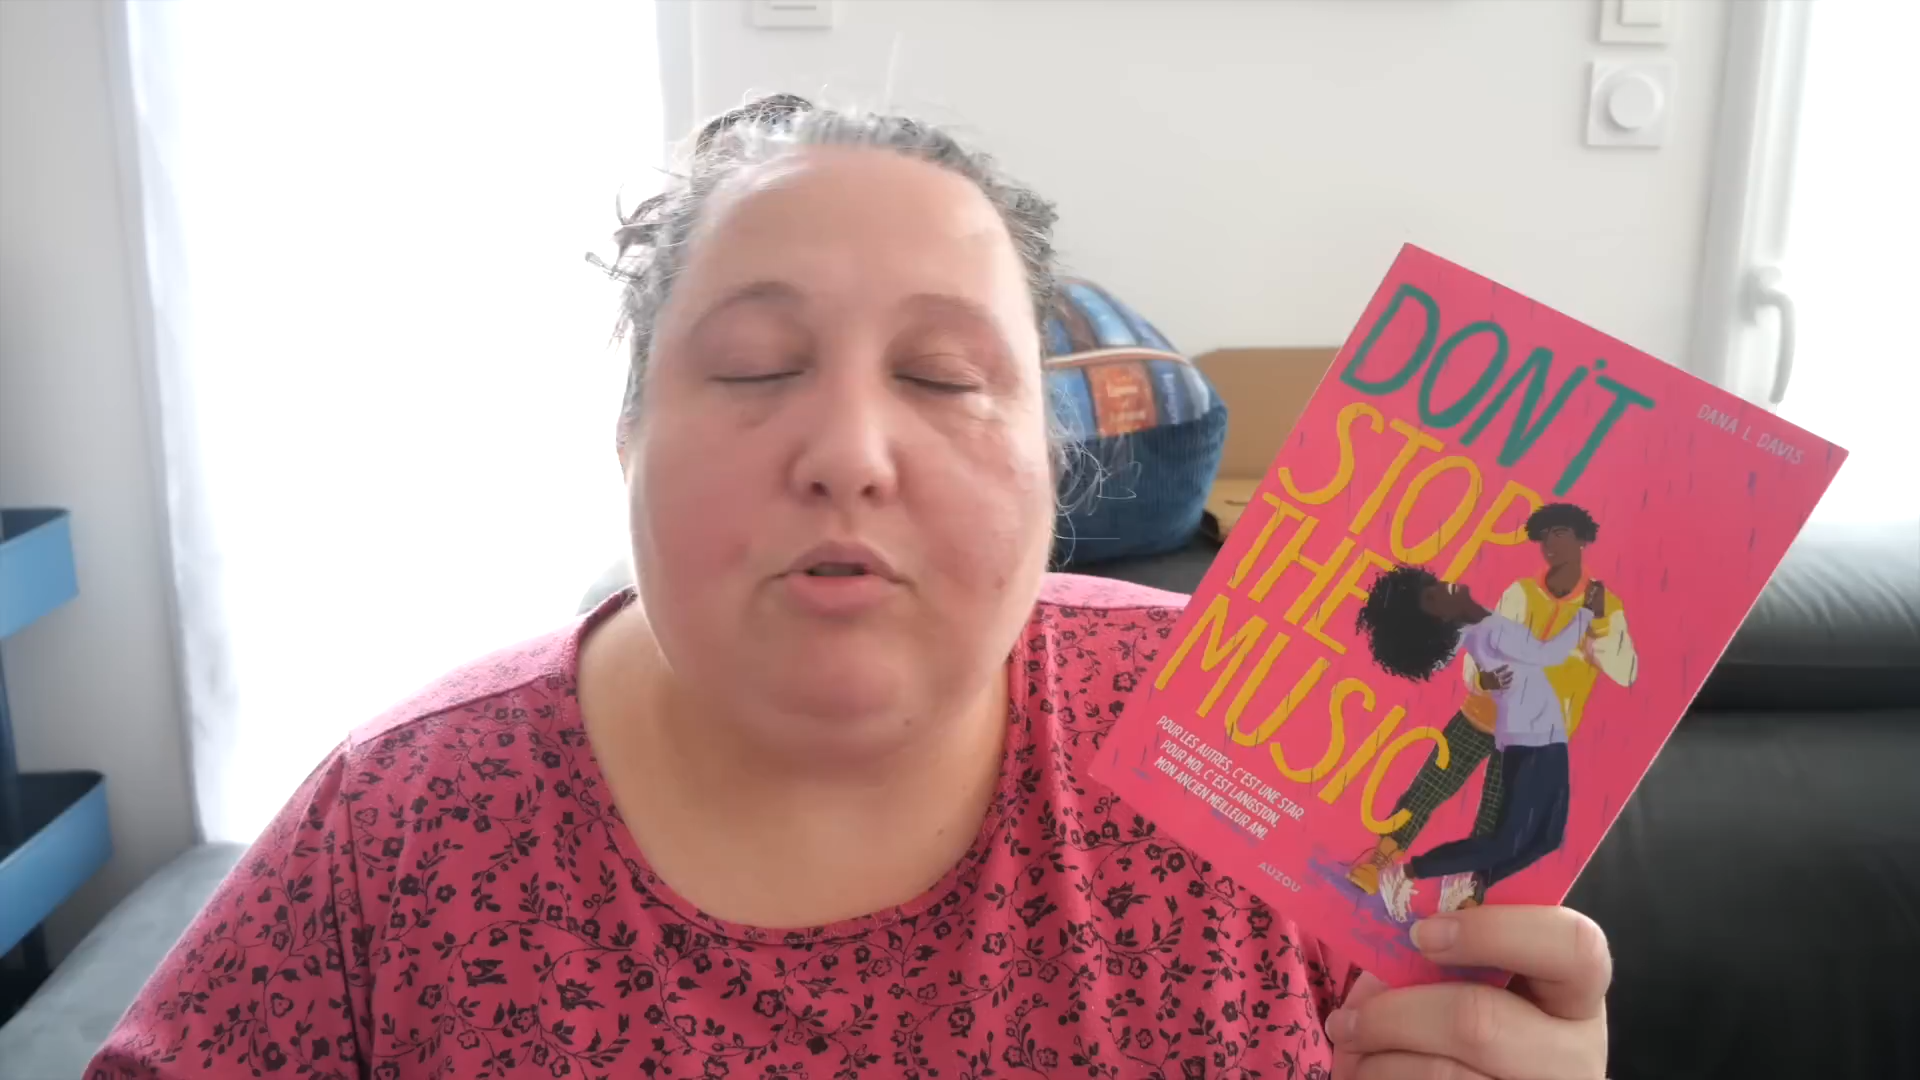 DON'T
STOP
THE
MUSIC
DANA L. DAVIS
POUR LES AUTRES, C'EST UNE STAR.
POUR MOI, C'EST LANGSTON,
MON ANCIEN MEILLEUR AMI.
AUZOU